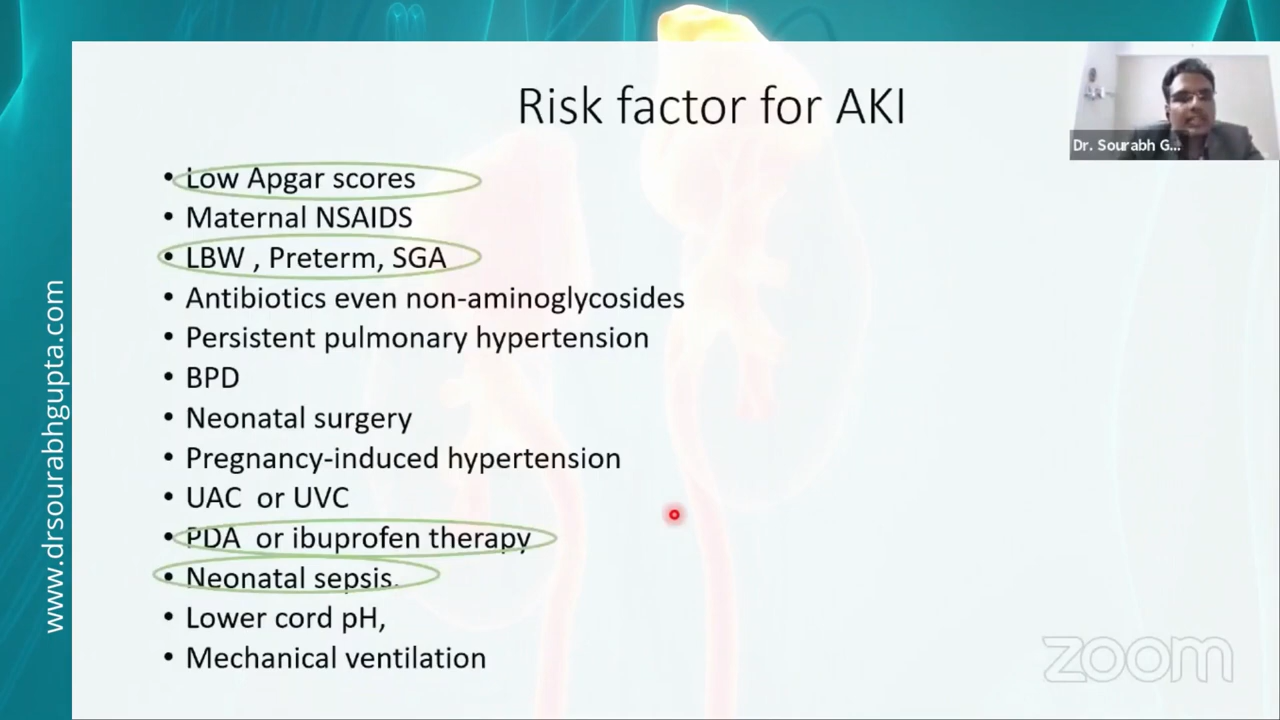 Risk factor for AKI
Dr. Sourabh G...
• Low Apgar scores
• Maternal NSAIDS
• LBW , Preterm, SGA
• Antibiotics even non-aminoglycosides
• Persistent pulmonary hypertension
• BPD
• Neonatal surgery
• Pregnancy-induced hypertension
• UAC or UVC
• PDA or ibuprofen therapy
• Neonatal sepsis.
• Lower cord pH,
• Mechanical ventilation
www.drsourabhgupta.com
zoom